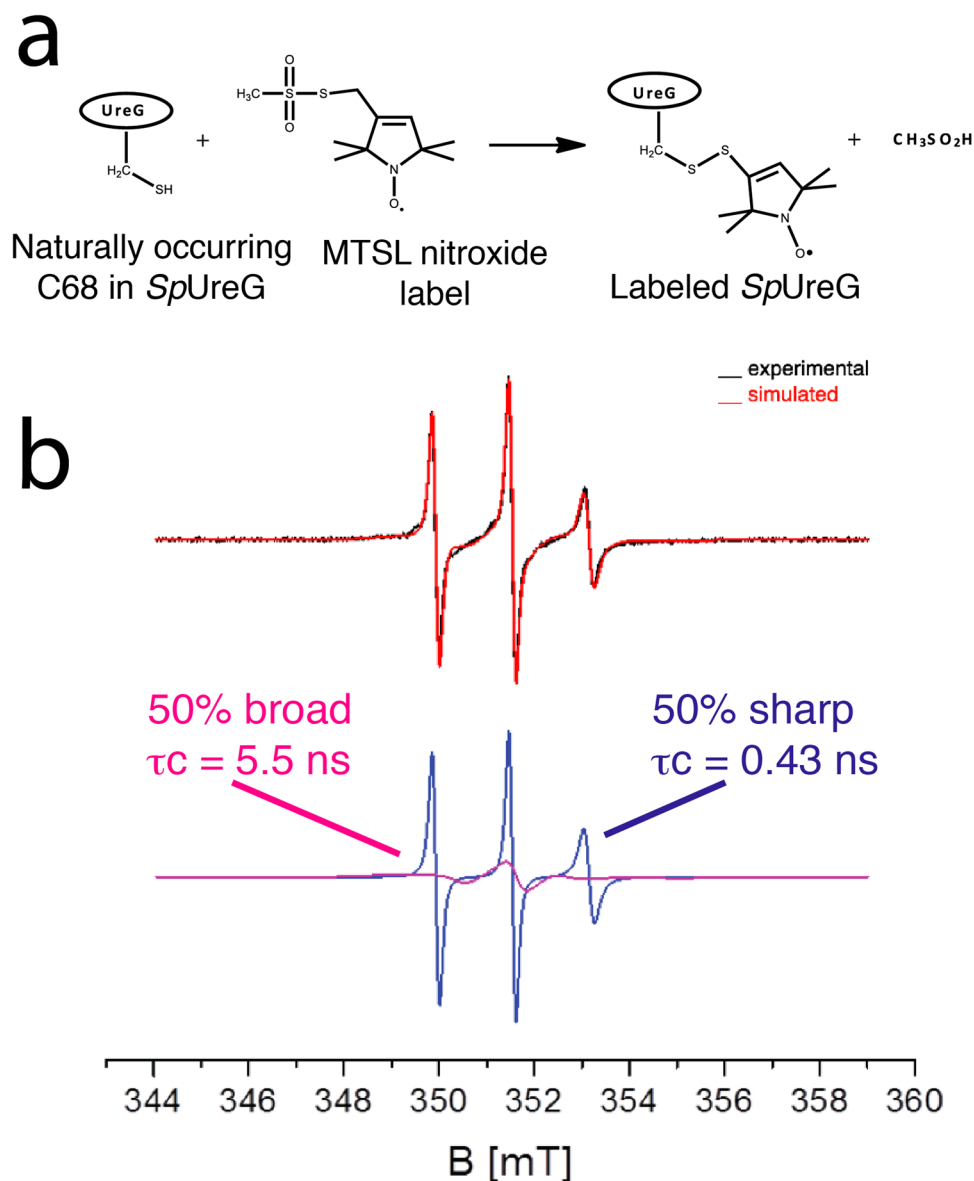 a
UreG
H₂C
SH
+
H₃C
S
O
O
S
N
O•
UreG
H₂C
S
S
N
O•
+
CH₃SO₂H
Naturally occurring
C68 in SpUreG
MTSL nitroxide
label
Labeled SpUreG
experimental
simulated
b
50% broad
τc = 5.5 ns
50% sharp
τc = 0.43 ns
344 346 348 350 352 354 356 358 360
B [mT]